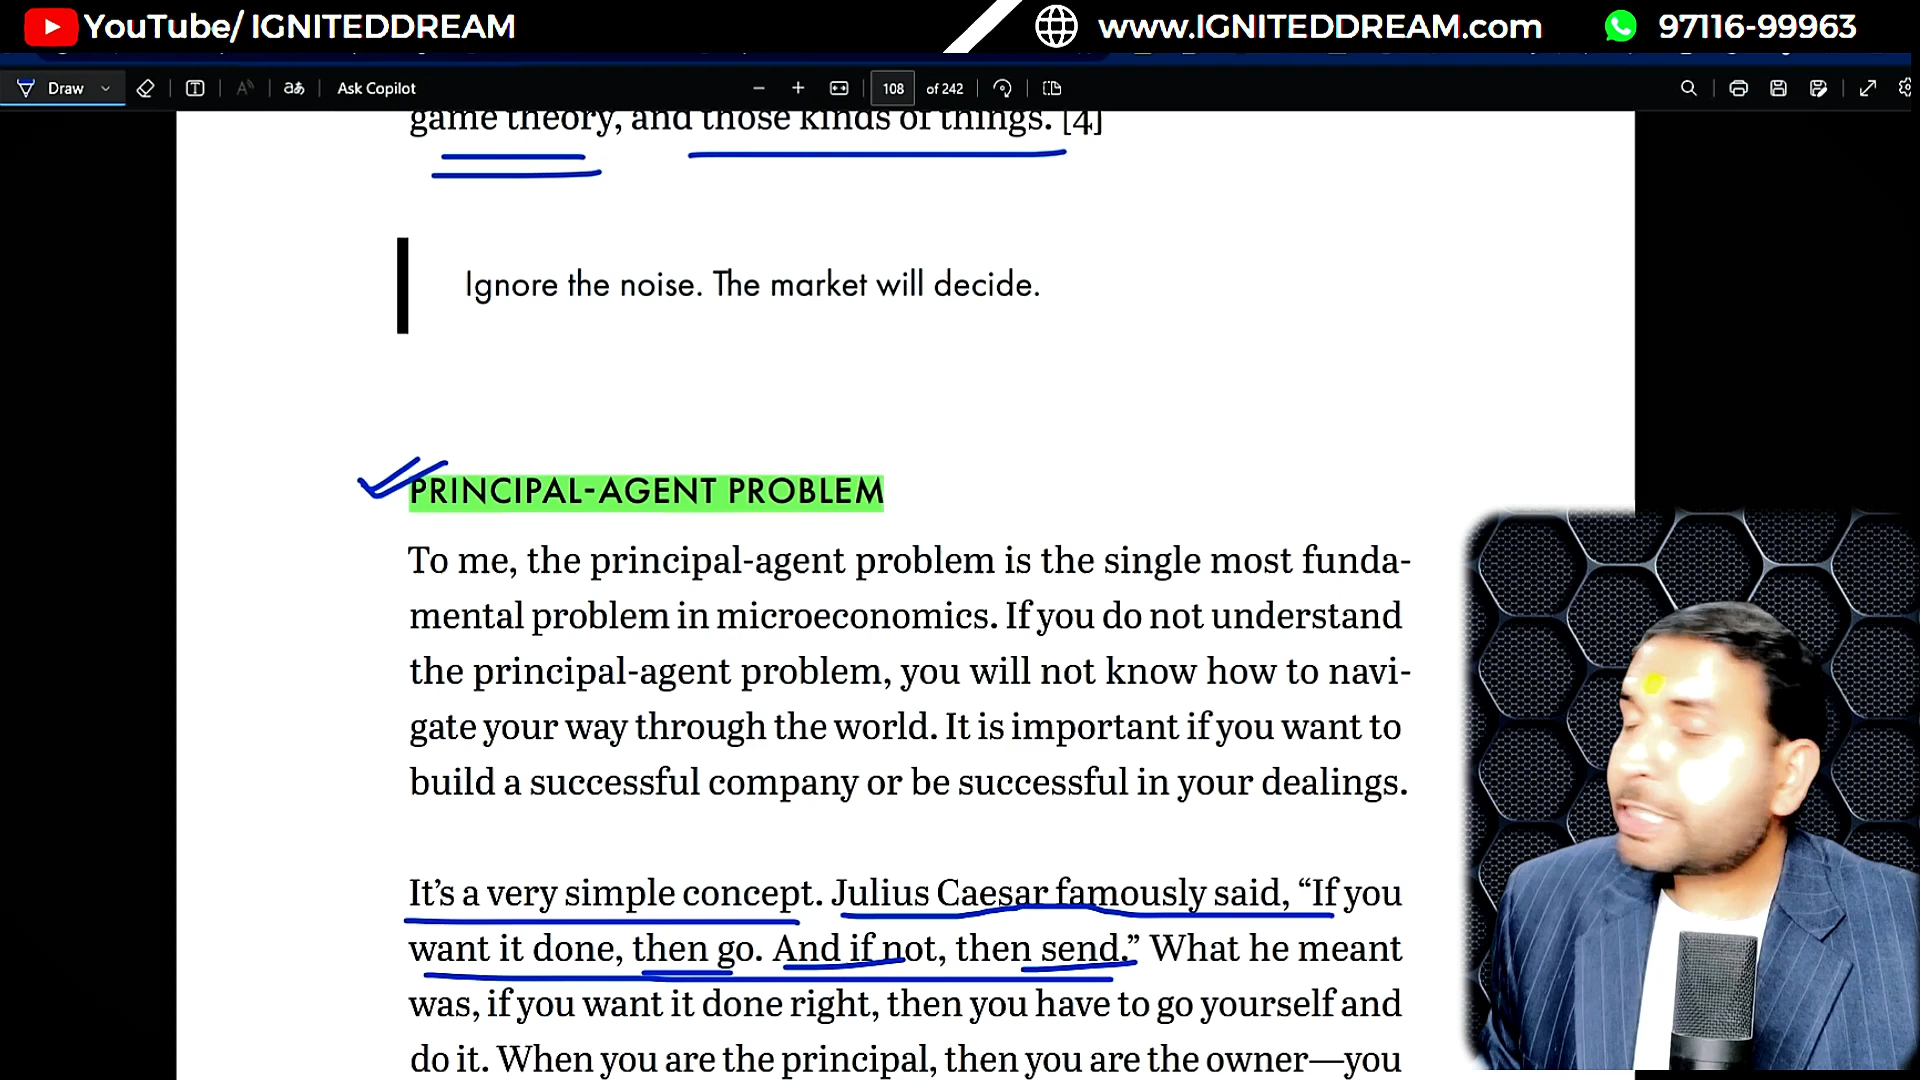 YouTube/ IGNITEDDREAM
www.IGNITEDDREAM.com
97116-99963
Draw
Ask Copilot
108 of 242
game theory, and those kinds of things. [4]
Ignore the noise. The market will decide.
PRINCIPAL-AGENT PROBLEM
To me, the principal-agent problem is the single most funda-
mental problem in microeconomics. If you do not understand
the principal-agent problem, you will not know how to navi-
gate your way through the world. It is important if you want to
build a successful company or be successful in your dealings.
It’s a very simple concept. Julius Caesar famously said, “If you
want it done, then go. And if not, then send.” What he meant
was, if you want it done right, then you have to go yourself and
do it. When you are the principal, then you are the owner—you